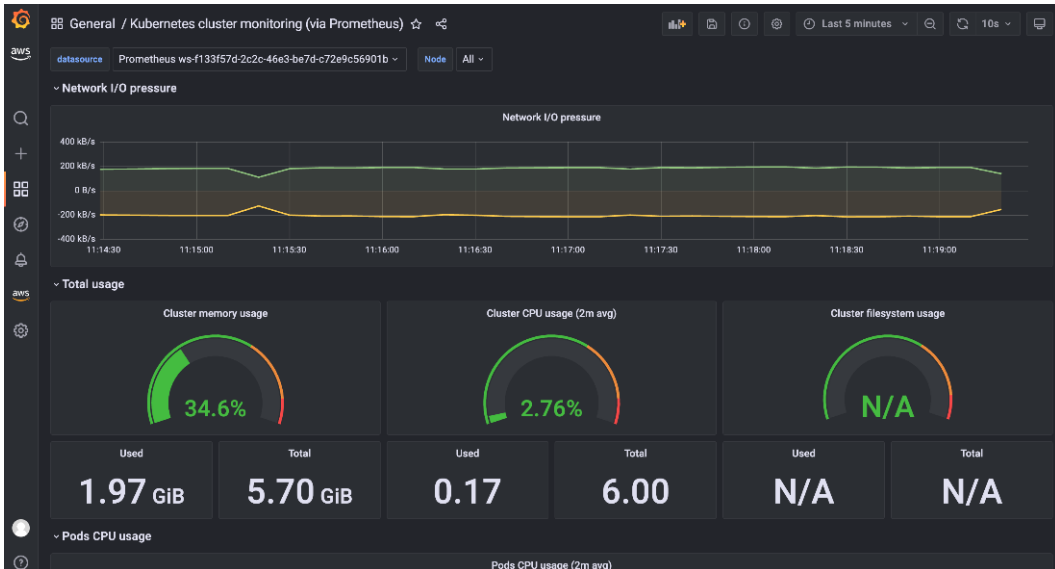 General / Kubernetes cluster monitoring (via Prometheus)
Last 5 minutes
10s
aws
datasource Prometheus ws-f133f57d-2c2c-46e3-be7d-c72e9c56901b Node All
Network I/O pressure
Network I/O pressure
400 kB/s
200 kB/s
0 B/s
-200 kB/s
-400 kB/s
11:14:30 11:15:00 11:15:30 11:16:00 11:16:30 11:17:00 11:17:30 11:18:00 11:18:30 11:19:00
aws
Total usage
Cluster memory usage Cluster CPU usage (2m avg) Cluster filesystem usage
34.6% 2.76% N/A
Used Total Used Total Used Total
1.97 GiB 5.70 GiB 0.17 6.00 N/A N/A
Pods CPU usage
Pods CPU usage (2m avg)